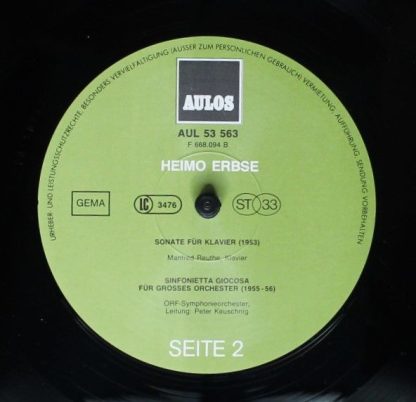 URHEBER- UND LEISTUNGSSCHUTZRECHTE, BESONDERS VERVIELFÄLTIGUNG (AUSSER ZUM PERSÖNLICHEN GEBRAUCH) VERMIETUNG, AUFFÜHRUNG, SENDUNG VORBEHALTEN
AULOS
AUL 53 563
F 668.094 B
HEIMO ERBSE
GEMA
LC 3476
ST 33
SONATE FÜR KLAVIER (1953)
Manfred Reuthe, Klavier
SINFONIETTA GIOCOSA
FÜR GROSSES ORCHESTER (1955-56)
ORF-Symphonieorchester,
Leitung: Peter Keuschnig
SEITE 2